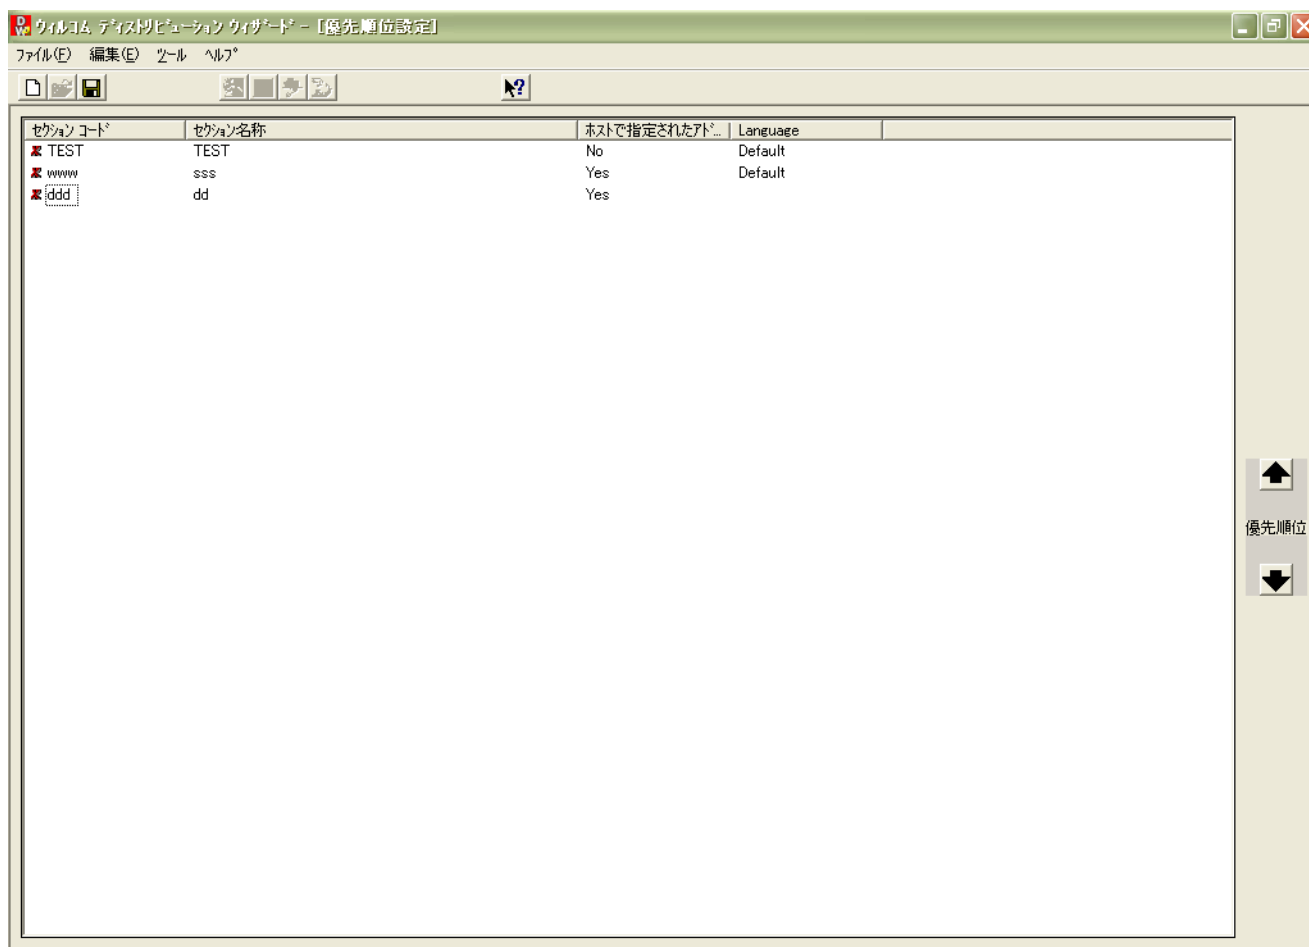 ウィルコム ディストリビューション ウィザード - [優先順位設定]
ファイル(F) 編集(E) ツール ヘルプ
セクション コード セクション名称 ホストで指定されたアド... Language
TEST TEST No Default
www sss Yes Default
ddd dd Yes
優先順位